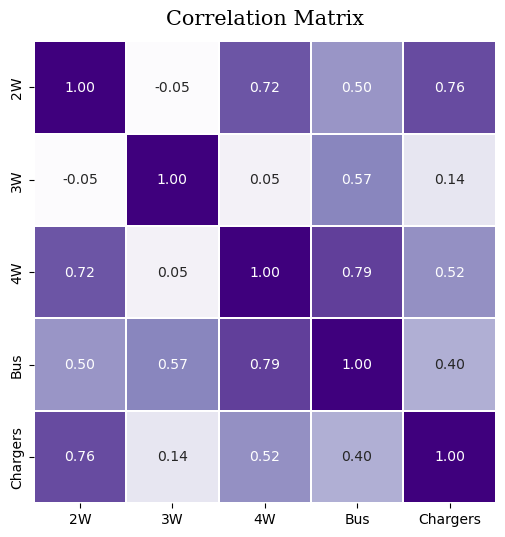 Correlation Matrix
2W 1.00 -0.05 0.72 0.50 0.76
3W -0.05 1.00 0.05 0.57 0.14
4W 0.72 0.05 1.00 0.79 0.52
Bus 0.50 0.57 0.79 1.00 0.40
Chargers 0.76 0.14 0.52 0.40 1.00
2W 3W 4W Bus Chargers